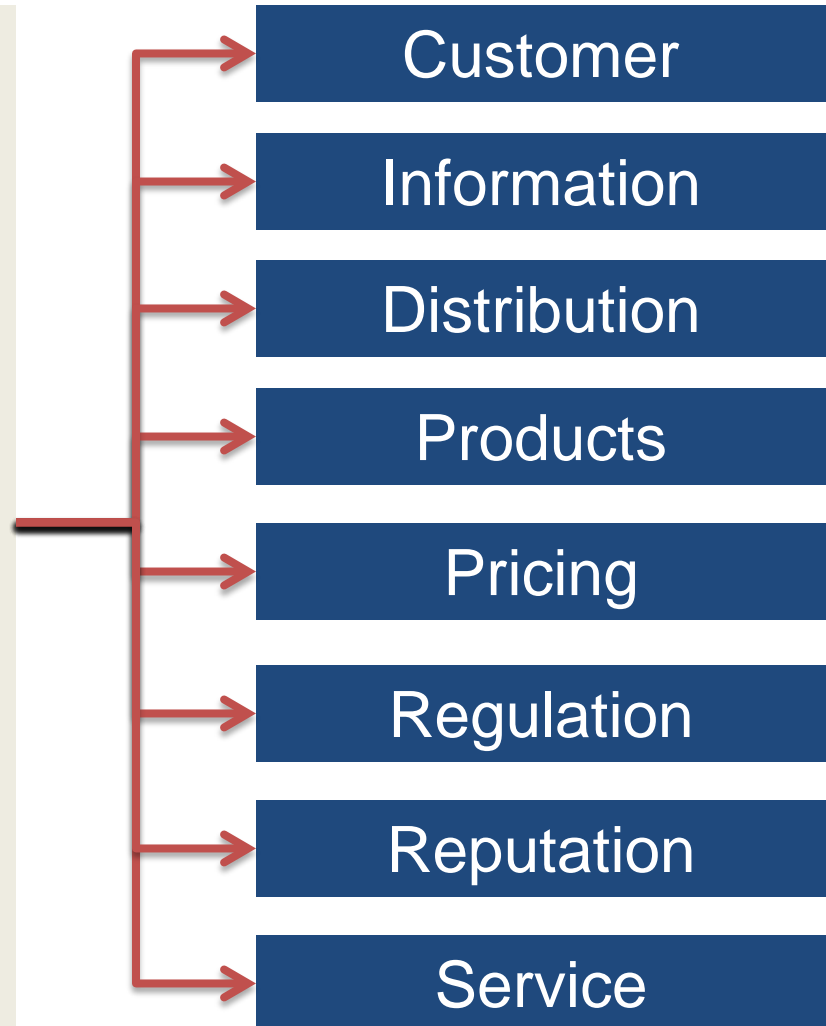 Customer
Information
Distribution
Products
Pricing
Regulation
Reputation
Service